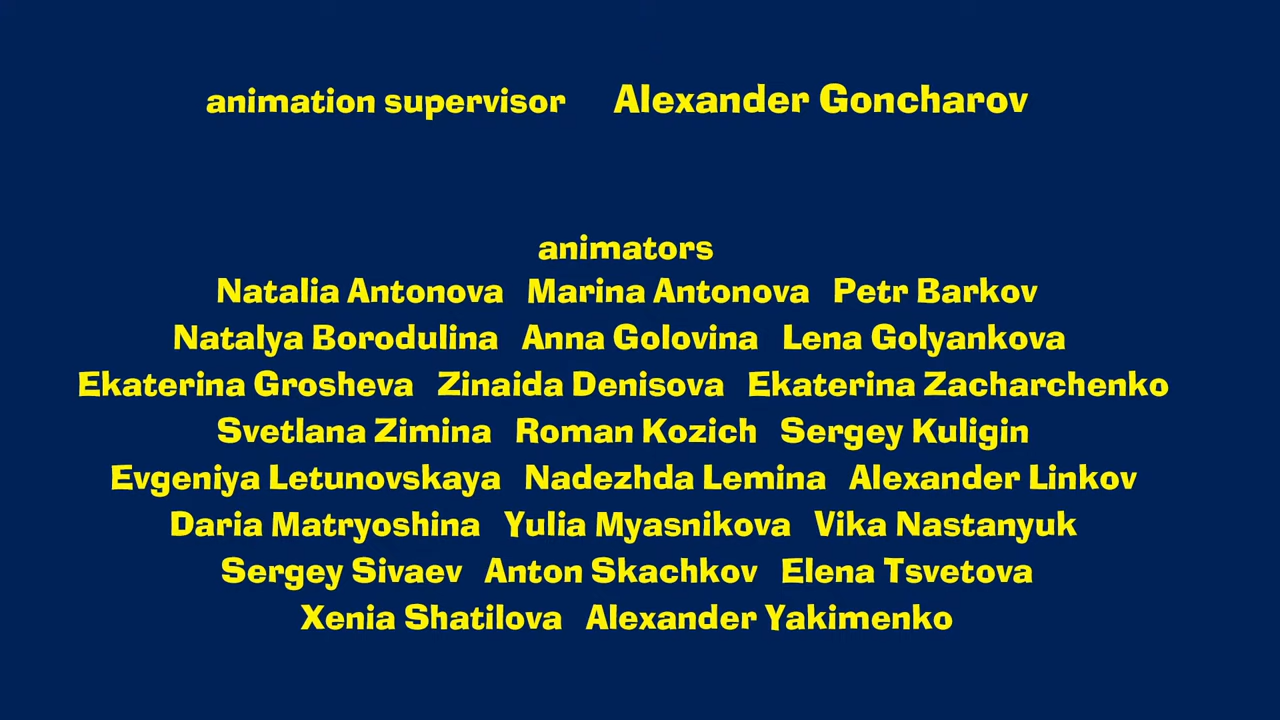 animation supervisor Alexander Goncharov
animators
Natalia Antonova Marina Antonova Petr Barkov
Natalya Borodulina Anna Golovina Lena Golyankova
Ekaterina Grosheva Zinaida Denisova Ekaterina Zacharchenko
Svetlana Zimina Roman Kozich Sergey Kuligin
Evgeniya Letunovskaya Nadezhda Lemina Alexander Linkov
Daria Matryoshina Yulia Myasnikova Vika Nastanyuk
Sergey Sivaev Anton Skachkov Elena Tsvetova
Xenia Shatilova Alexander Yakimenko